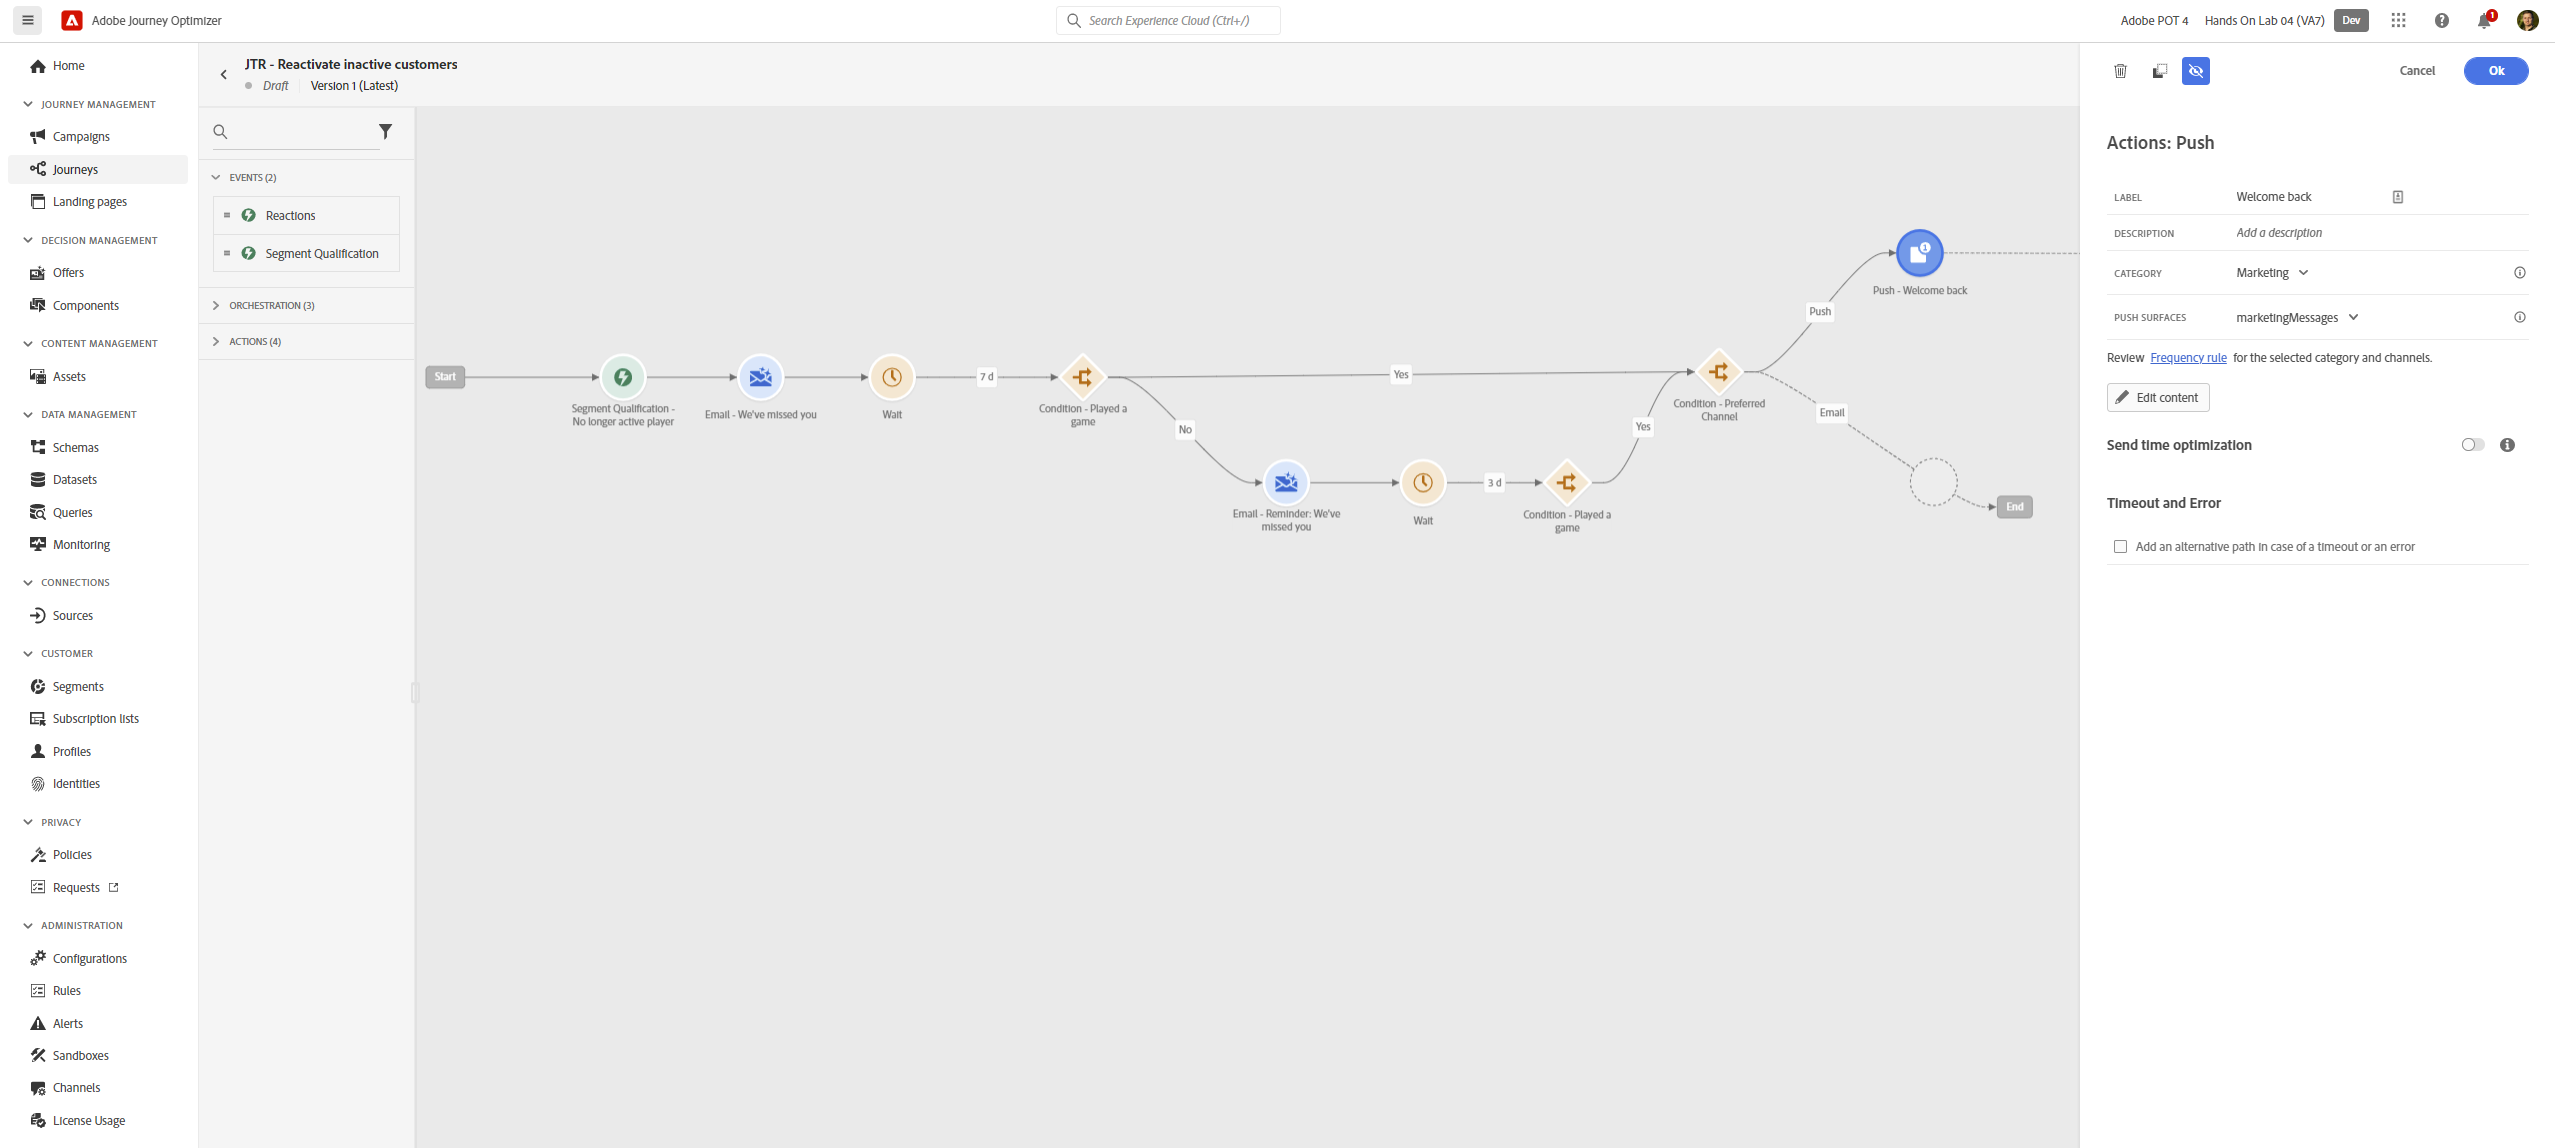 Adobe Journey Optimizer
Search Experience Cloud (Ctrl+/)
Adobe POT 4
Hands On Lab 04 (VA7)
Dev
1
Home
JOURNEY MANAGEMENT
Campaigns
Journeys
Landing pages
DECISION MANAGEMENT
Offers
Components
CONTENT MANAGEMENT
Assets
DATA MANAGEMENT
Schemas
Datasets
Queries
Monitoring
CONNECTIONS
Sources
CUSTOMER
Segments
Subscription lists
Profiles
Identities
PRIVACY
Policies
Requests
ADMINISTRATION
Configurations
Rules
Alerts
Sandboxes
Channels
License Usage
JTR - Reactivate inactive customers
Draft
Version 1 (Latest)
EVENTS (2)
Reactions
Segment Qualification
ORCHESTRATION (3)
ACTIONS (4)
Start
Segment Qualification -
No longer active player
Email - We've missed you
Wait
7 d
Condition - Played a
game
Yes
No
Email - Reminder: We've
missed you
Wait
3 d
Condition - Played a
game
Yes
Condition - Preferred
Channel
Push
1
Push - Welcome back
Email
End
Cancel
Ok
Actions: Push
LABEL
Welcome back
DESCRIPTION
Add a description
CATEGORY
Marketing
PUSH SURFACES
marketingMessages
Review Frequency rule for the selected category and channels.
Edit content
Send time optimization
Timeout and Error
Add an alternative path in case of a timeout or an error